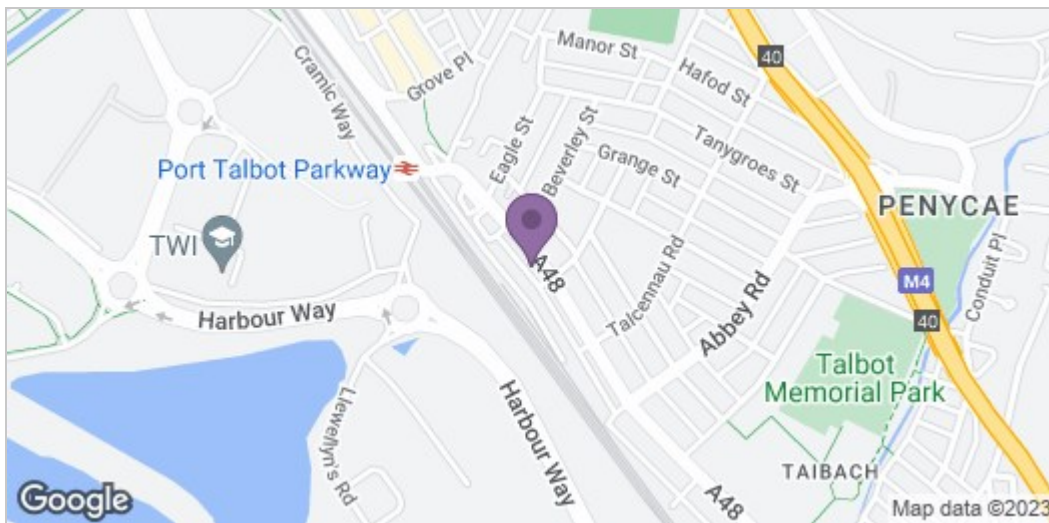 40
Manor St
Hafod St
Grove Pl
Cramic Way
Eagle St
Beverley St
Tanygroes St
Grange St
Port Talbot Parkway
PENYCAE
TWI
A48
Talcennau Rd
Abbey Rd
M4
40
Conduit Pl
Harbour Way
Talbot
Memorial Park
Llewellyn's Rd
Harbour Way
TAIBACH
A48
Google
Map data ©2023